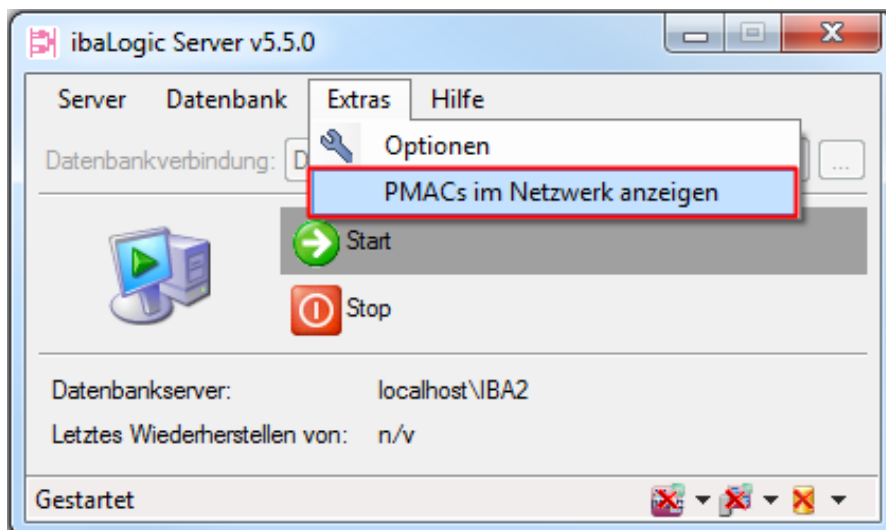 ibaLogic Server v5.5.0
Server Datenbank Extras Hilfe
Optionen
Datenbankverbindung: D ...
PMACs im Netzwerk anzeigen
Start
Stop
Datenbankserver: localhost\IBA2
Letztes Wiederherstellen von: n/v
Gestartet